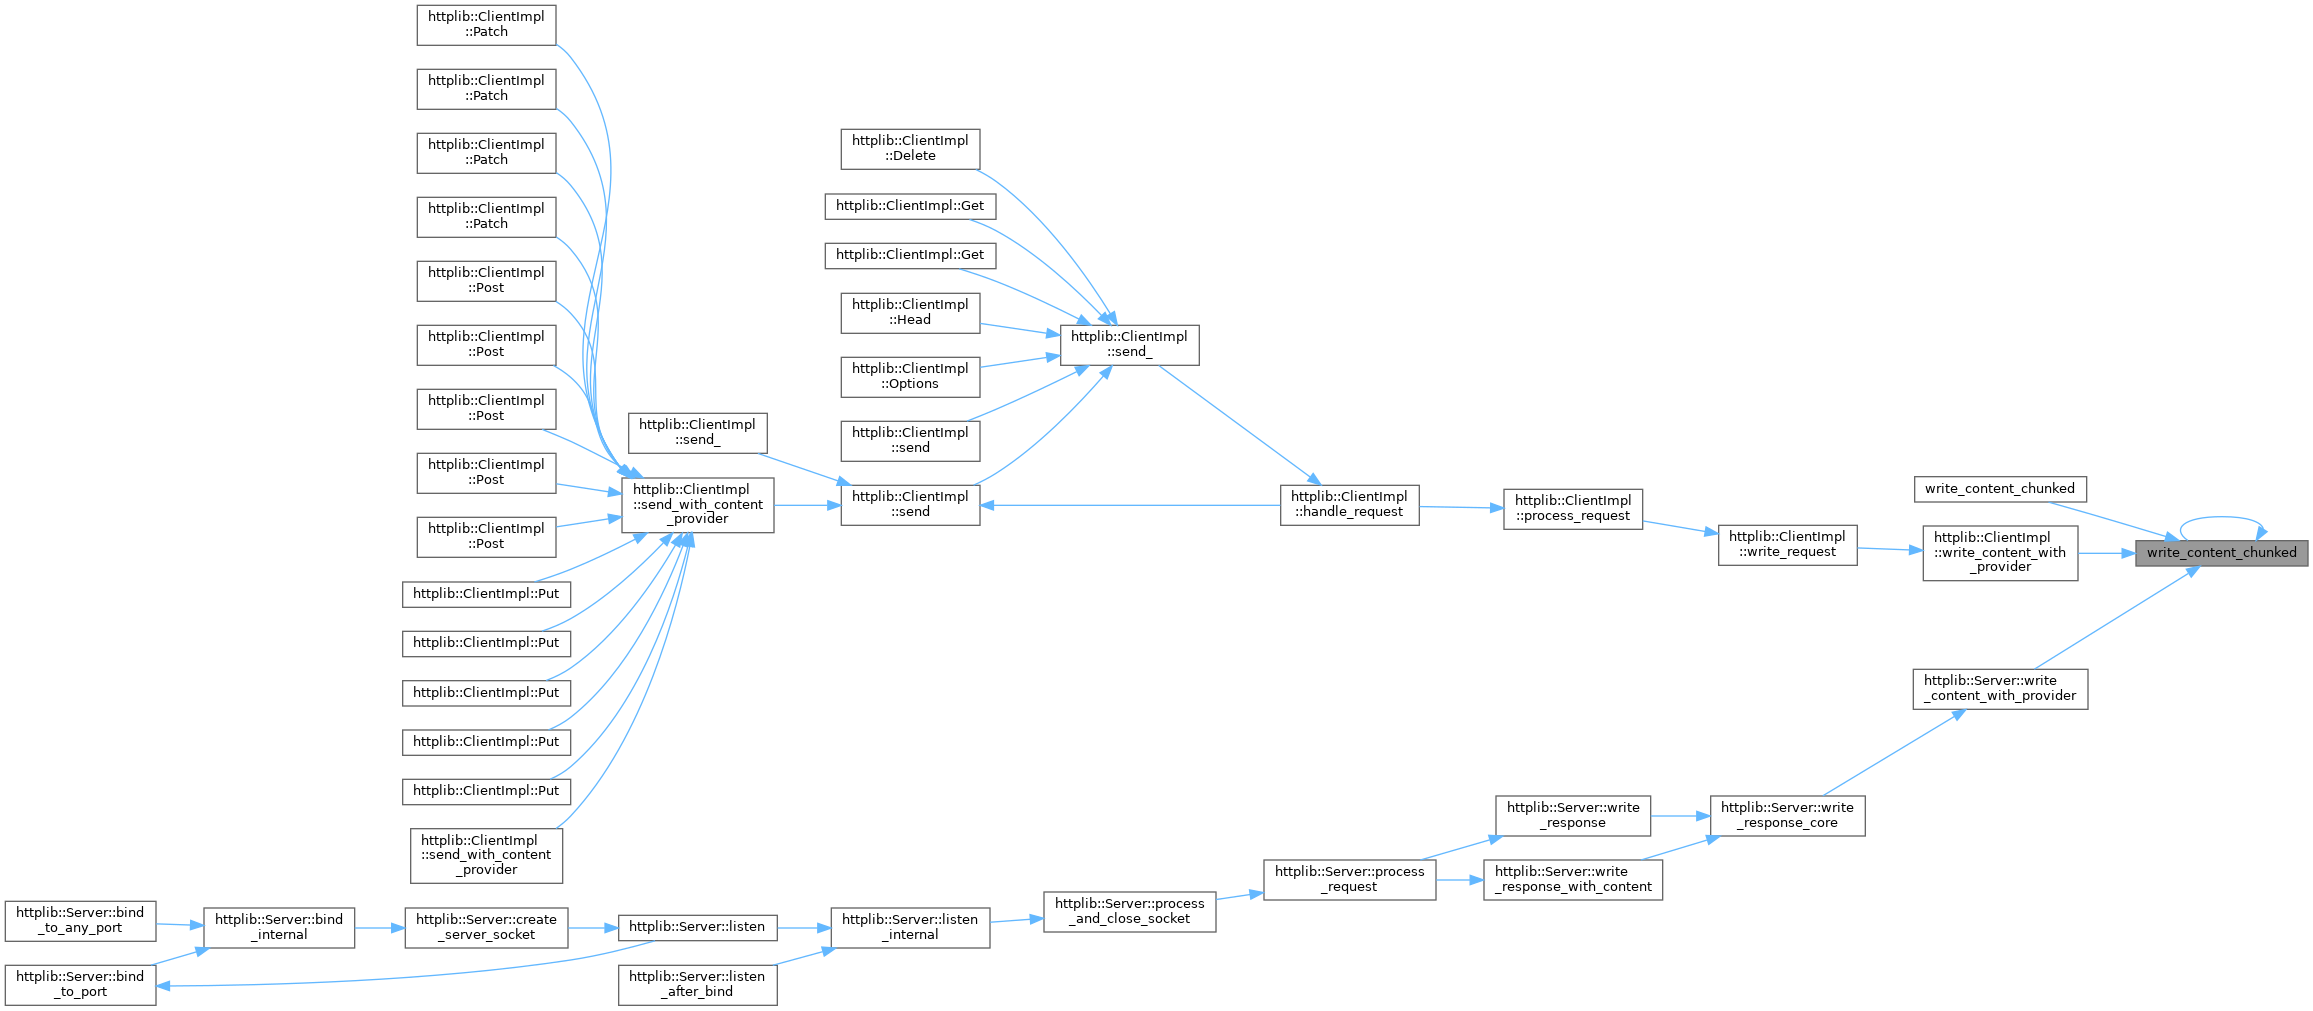 httplib::ClientImpl
::Patch
httplib::ClientImpl
::Patch
httplib::ClientImpl
::Patch
httplib::ClientImpl
::Patch
httplib::ClientImpl
::Post
httplib::ClientImpl
::Post
httplib::ClientImpl
::Post
httplib::ClientImpl
::Post
httplib::ClientImpl
::Post
httplib::ClientImpl::Put
httplib::ClientImpl::Put
httplib::ClientImpl::Put
httplib::ClientImpl::Put
httplib::ClientImpl::Put
httplib::ClientImpl
::send_with_content
_provider
httplib::ClientImpl
::send_
httplib::ClientImpl
::send_with_content
_provider
httplib::ClientImpl
::Delete
httplib::ClientImpl::Get
httplib::ClientImpl::Get
httplib::ClientImpl
::Head
httplib::ClientImpl
::Options
httplib::ClientImpl
::send
httplib::ClientImpl
::send
httplib::ClientImpl
::send_
httplib::ClientImpl
::handle_request
httplib::ClientImpl
::process_request
httplib::ClientImpl
::write_request
write_content_chunked
httplib::ClientImpl
::write_content_with
_provider
write_content_chunked
httplib::Server::write
_content_with_provider
httplib::Server::write
_response_core
httplib::Server::write
_response
httplib::Server::write
_response_with_content
httplib::Server::process
_request
httplib::Server::process
_and_close_socket
httplib::Server::listen
_internal
httplib::Server::listen
httplib::Server::listen
_after_bind
httplib::Server::create
_server_socket
httplib::Server::bind
_internal
httplib::Server::bind
_to_any_port
httplib::Server::bind
_to_port